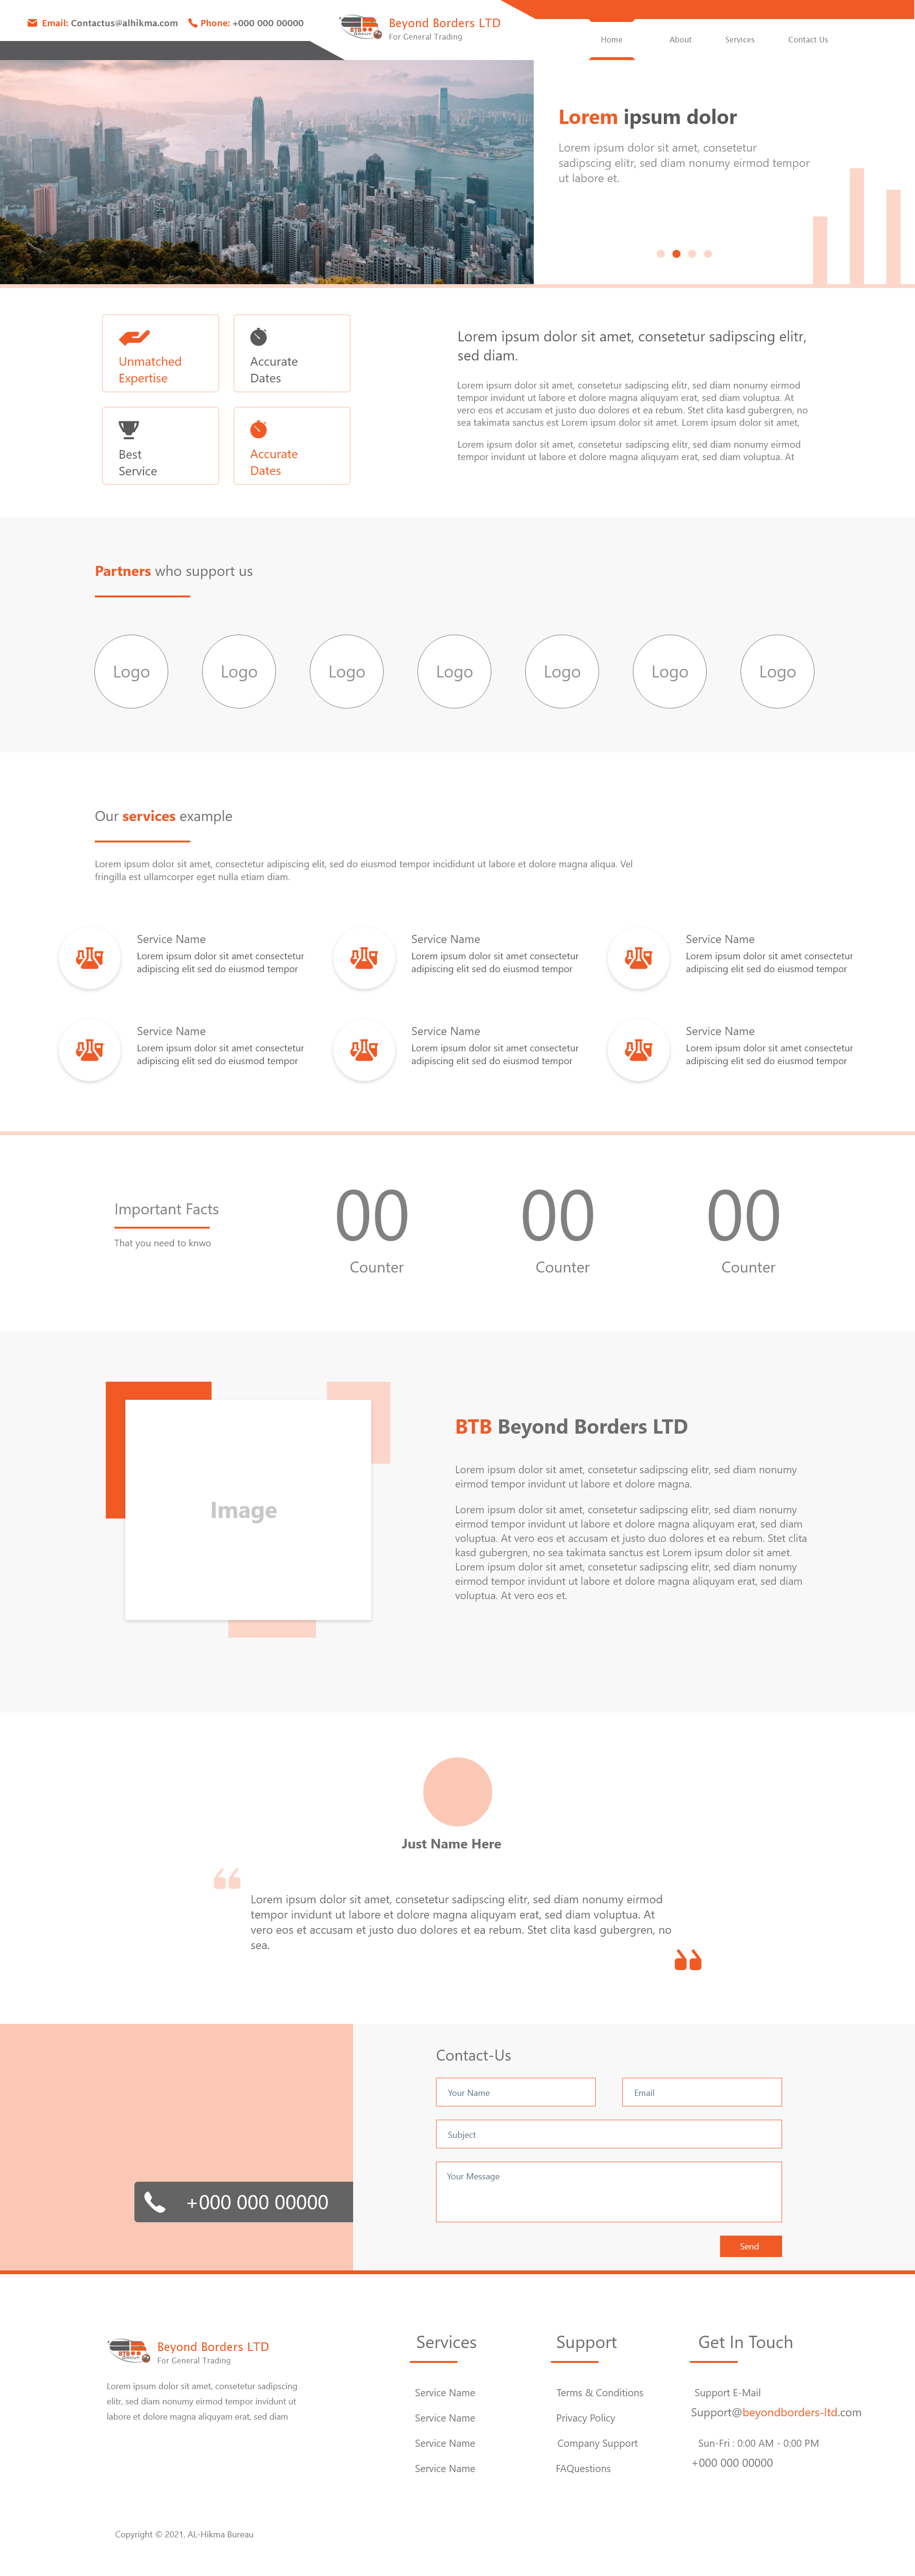 Email: Contactus@alhikma.com
Phone: +000 000 00000
BTB
GROUP
Beyond Borders LTD
For General Trading
Home
About
Services
Contact Us
Lorem ipsum dolor
Lorem ipsum dolor sit amet, consetetur
sadipscing elitr, sed diam nonumy eirmod tempor
ut labore et.
Unmatched
Expertise
Accurate
Dates
Best
Service
Accurate
Dates
Lorem ipsum dolor sit amet, consetetur sadipscing elitr,
sed diam.
Lorem ipsum dolor sit amet, consetetur sadipscing elitr, sed diam nonumy eirmod
tempor invidunt ut labore et dolore magna aliquyam erat, sed diam voluptua. At
vero eos et accusam et justo duo dolores et ea rebum. Stet clita kasd gubergren, no
sea takimata sanctus est Lorem ipsum dolor sit amet. Lorem ipsum dolor sit amet,
Lorem ipsum dolor sit amet, consetetur sadipscing elitr, sed diam nonumy eirmod
tempor invidunt ut labore et dolore magna aliquyam erat, sed diam voluptua. At
Partners who support us
Logo
Logo
Logo
Logo
Logo
Logo
Logo
Our services example
Lorem ipsum dolor sit amet, consectetur adipiscing elit, sed do eiusmod tempor incididunt ut labore et dolore magna aliqua. Vel
fringilla est ullamcorper eget nulla etiam diam.
Service Name
Lorem ipsum dolor sit amet consectetur
adipiscing elit sed do eiusmod tempor
Service Name
Lorem ipsum dolor sit amet consectetur
adipiscing elit sed do eiusmod tempor
Service Name
Lorem ipsum dolor sit amet consectetur
adipiscing elit sed do eiusmod tempor
Service Name
Lorem ipsum dolor sit amet consectetur
adipiscing elit sed do eiusmod tempor
Service Name
Lorem ipsum dolor sit amet consectetur
adipiscing elit sed do eiusmod tempor
Service Name
Lorem ipsum dolor sit amet consectetur
adipiscing elit sed do eiusmod tempor
Important Facts
That you need to knwo
00
Counter
00
Counter
00
Counter
Image
BTB Beyond Borders LTD
Lorem ipsum dolor sit amet, consetetur sadipscing elitr, sed diam nonumy
eirmod tempor invidunt ut labore et dolore magna.
Lorem ipsum dolor sit amet, consetetur sadipscing elitr, sed diam nonumy
eirmod tempor invidunt ut labore et dolore magna aliquyam erat, sed diam
voluptua. At vero eos et accusam et justo duo dolores et ea rebum. Stet clita
kasd gubergren, no sea takimata sanctus est Lorem ipsum dolor sit amet.
Lorem ipsum dolor sit amet, consetetur sadipscing elitr, sed diam nonumy
eirmod tempor invidunt ut labore et dolore magna aliquyam erat, sed diam
voluptua. At vero eos et.
Just Name Here
Lorem ipsum dolor sit amet, consetetur sadipscing elitr, sed diam nonumy eirmod
tempor invidunt ut labore et dolore magna aliquyam erat, sed diam voluptua. At
vero eos et accusam et justo duo dolores et ea rebum. Stet clita kasd gubergren, no
sea.
+000 000 00000
Contact-Us
Your Name
Email
Subject
Your Message
Send
BTB
GROUP
Beyond Borders LTD
For General Trading
Lorem ipsum dolor sit amet, consetetur sadipscing
elitr, sed diam nonumy eirmod tempor invidunt ut
labore et dolore magna aliquyam erat, sed diam
Services
Service Name
Service Name
Service Name
Service Name
Support
Terms & Conditions
Privacy Policy
Company Support
FAQuestions
Get In Touch
Support E-Mail
Support@beyondborders-ltd.com
Sun-Fri : 0:00 AM - 0:00 PM
+000 000 00000
Copyright © 2021, AL-Hikma Bureau